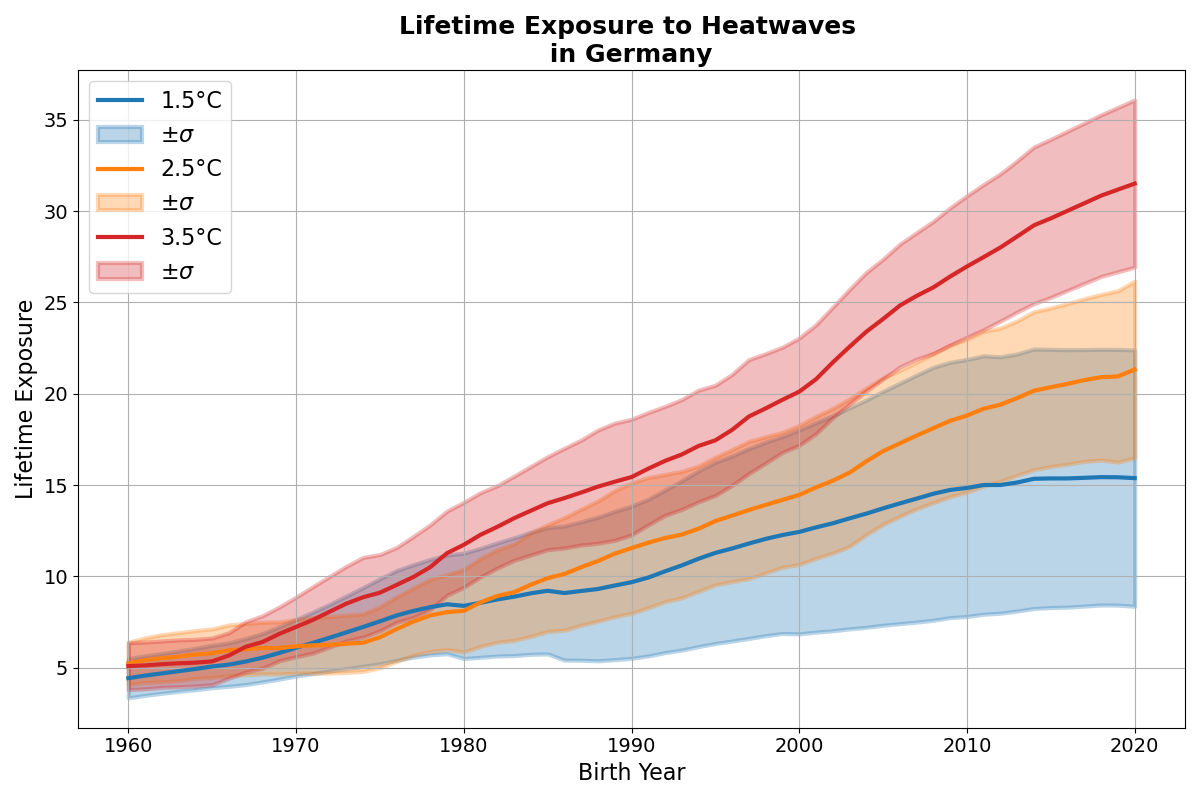 Lifetime Exposure to Heatwaves
in Germany
1.5°C
±σ
2.5°C
±σ
3.5°C
±σ
Lifetime Exposure
35
30
25
20
15
10
5
1960 1970 1980 1990 2000 2010 2020
Birth Year